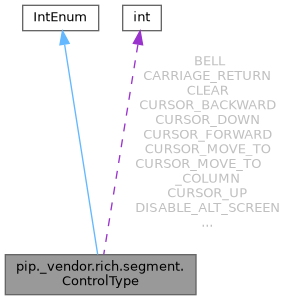 IntEnum
int
BELL
CARRIAGE_RETURN
CLEAR
CURSOR_BACKWARD
CURSOR_DOWN
CURSOR_FORWARD
CURSOR_MOVE_TO
CURSOR_MOVE_TO
_COLUMN
CURSOR_UP
DISABLE_ALT_SCREEN
...
pip._vendor.rich.segment.
ControlType